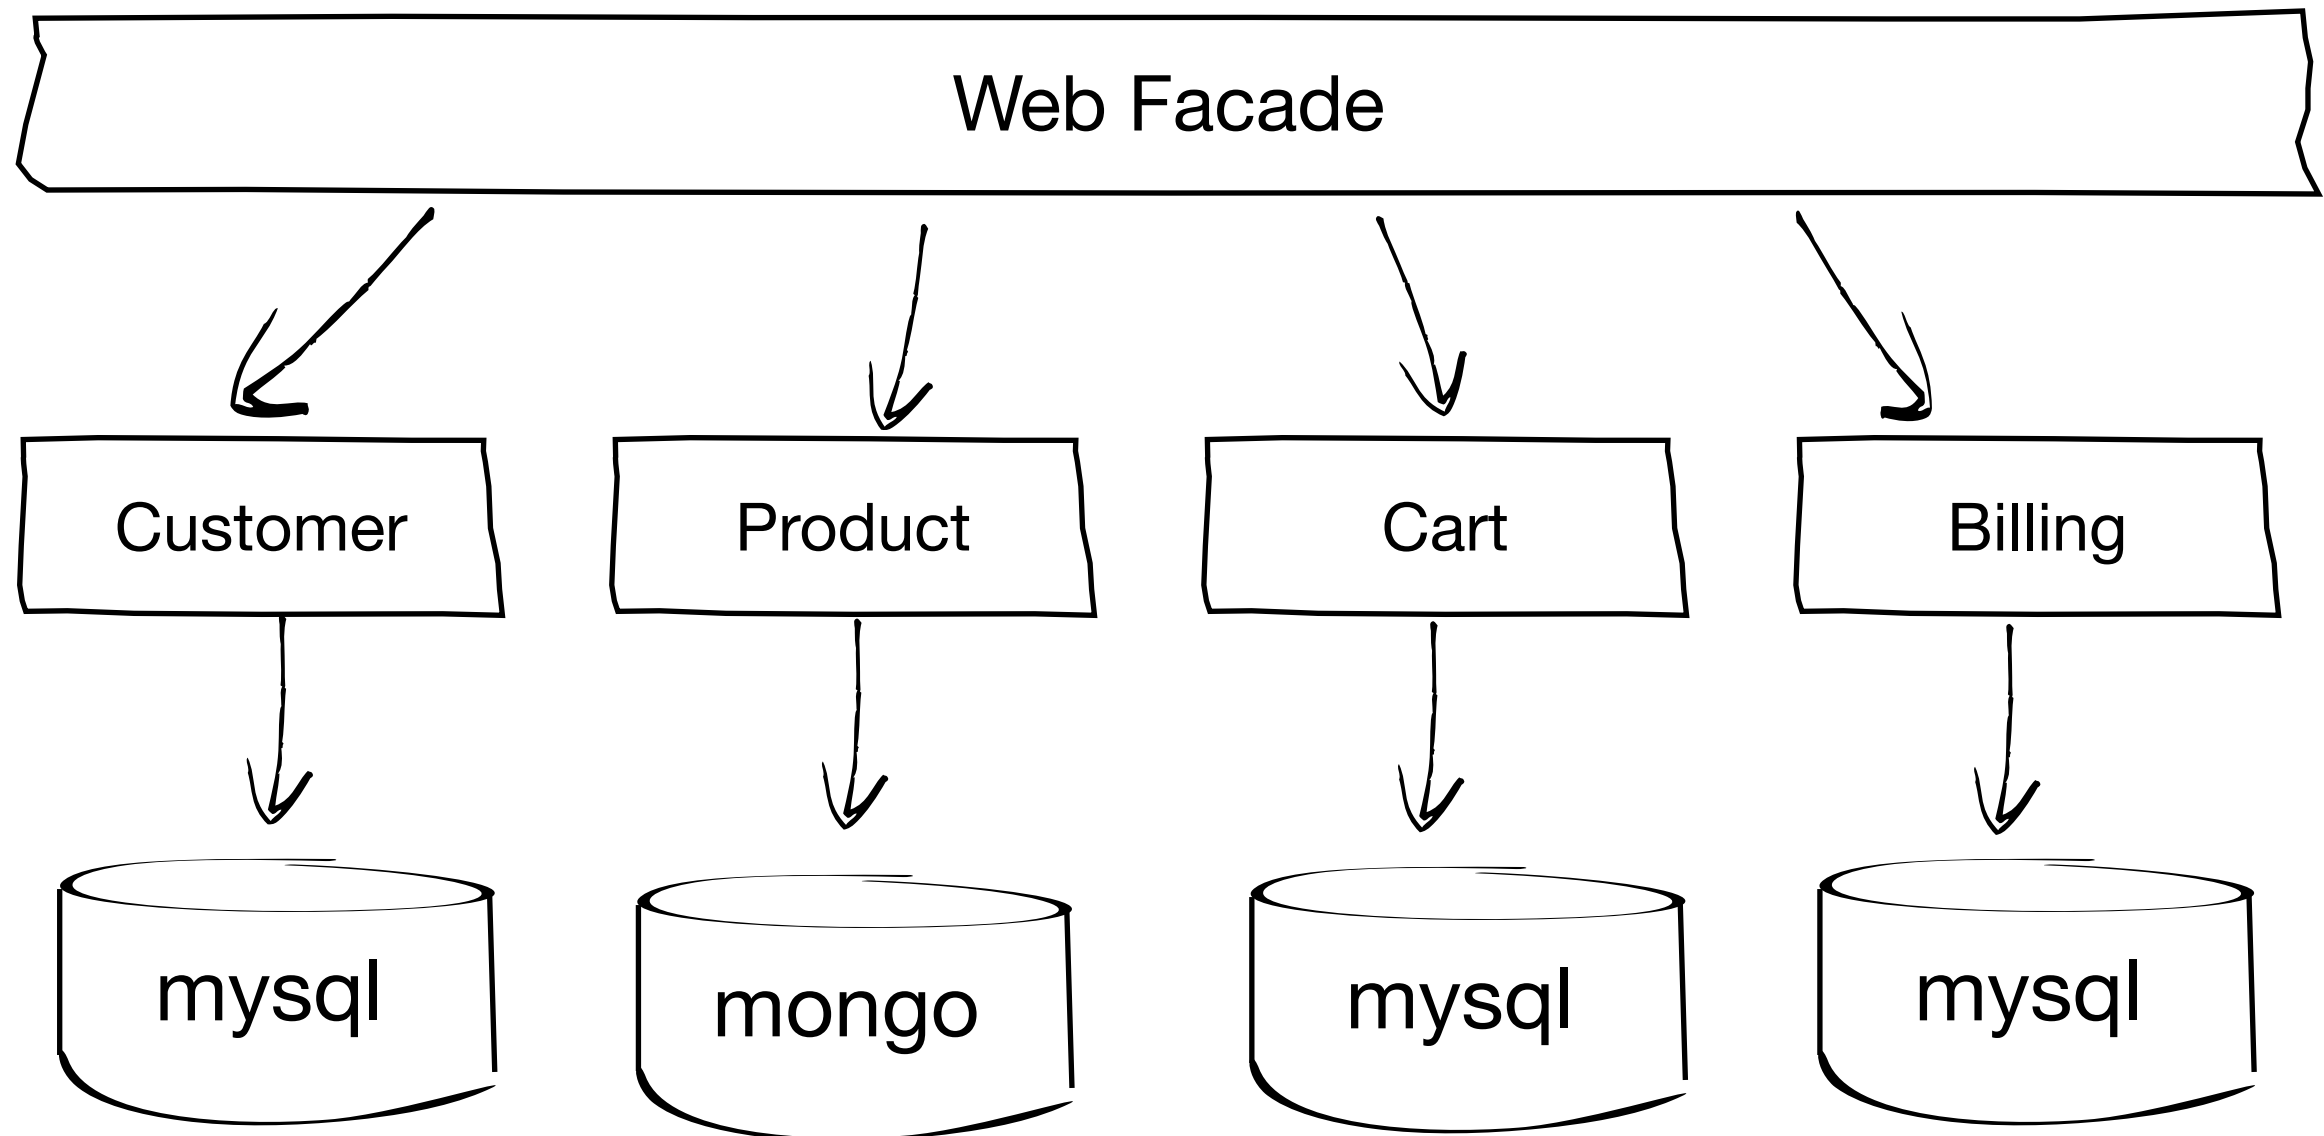 Web Facade
Customer
Product
Cart
Billing
mysql
mongo
mysql
mysql